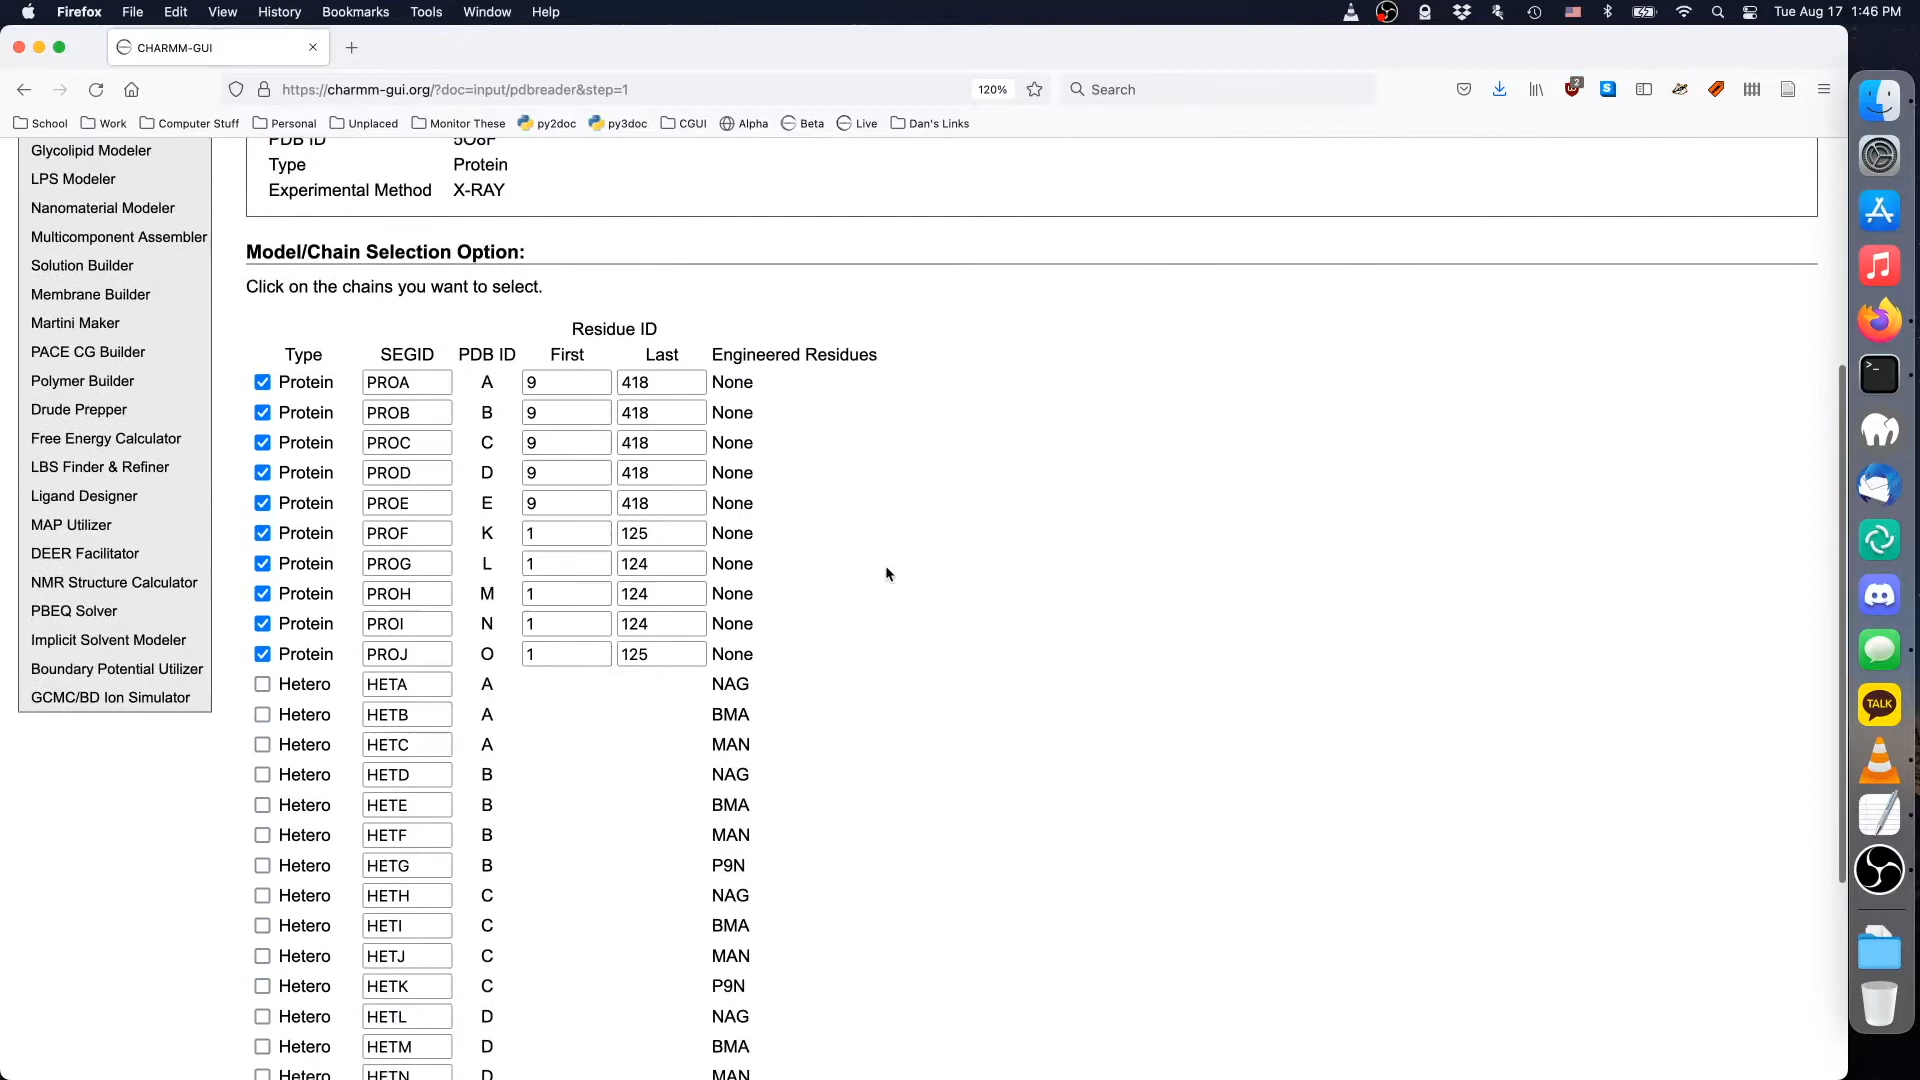 Firefox File Edit View History Bookmarks Tools Window Help Tue Aug 17 1:46 PM
CHARMM-GUI
https://charmm-gui.org/?doc=input/pdbreader&step=1 120% Search 2
School Work Computer Stuff Personal Unplaced Monitor These py2doc py3doc CGUI Alpha Beta Live Dan's Links
Glycolipid Modeler
LPS Modeler
Nanomaterial Modeler
Multicomponent Assembler
Solution Builder
Membrane Builder
Martini Maker
PACE CG Builder
Polymer Builder
Drude Prepper
Free Energy Calculator
LBS Finder & Refiner
Ligand Designer
MAP Utilizer
DEER Facilitator
NMR Structure Calculator
PBEQ Solver
Implicit Solvent Modeler
Boundary Potential Utilizer
GCMC/BD Ion Simulator
PDB ID 5O8F
Type Protein
Experimental Method X-RAY
Model/Chain Selection Option:
Click on the chains you want to select.
Residue ID
Type SEGID PDB ID First Last Engineered Residues
Protein PROA A 9 418 None
Protein PROB B 9 418 None
Protein PROC C 9 418 None
Protein PROD D 9 418 None
Protein PROE E 9 418 None
Protein PROF K 1 125 None
Protein PROG L 1 124 None
Protein PROH M 1 124 None
Protein PROI N 1 124 None
Protein PROJ O 1 125 None
Hetero HETA A NAG
Hetero HETB A BMA
Hetero HETC A MAN
Hetero HETD B NAG
Hetero HETE B BMA
Hetero HETF B MAN
Hetero HETG B P9N
Hetero HETH C NAG
Hetero HETI C BMA
Hetero HETJ C MAN
Hetero HETK C P9N
Hetero HETL D NAG
Hetero HETM D BMA
Hetero HETN D MAN
TALK